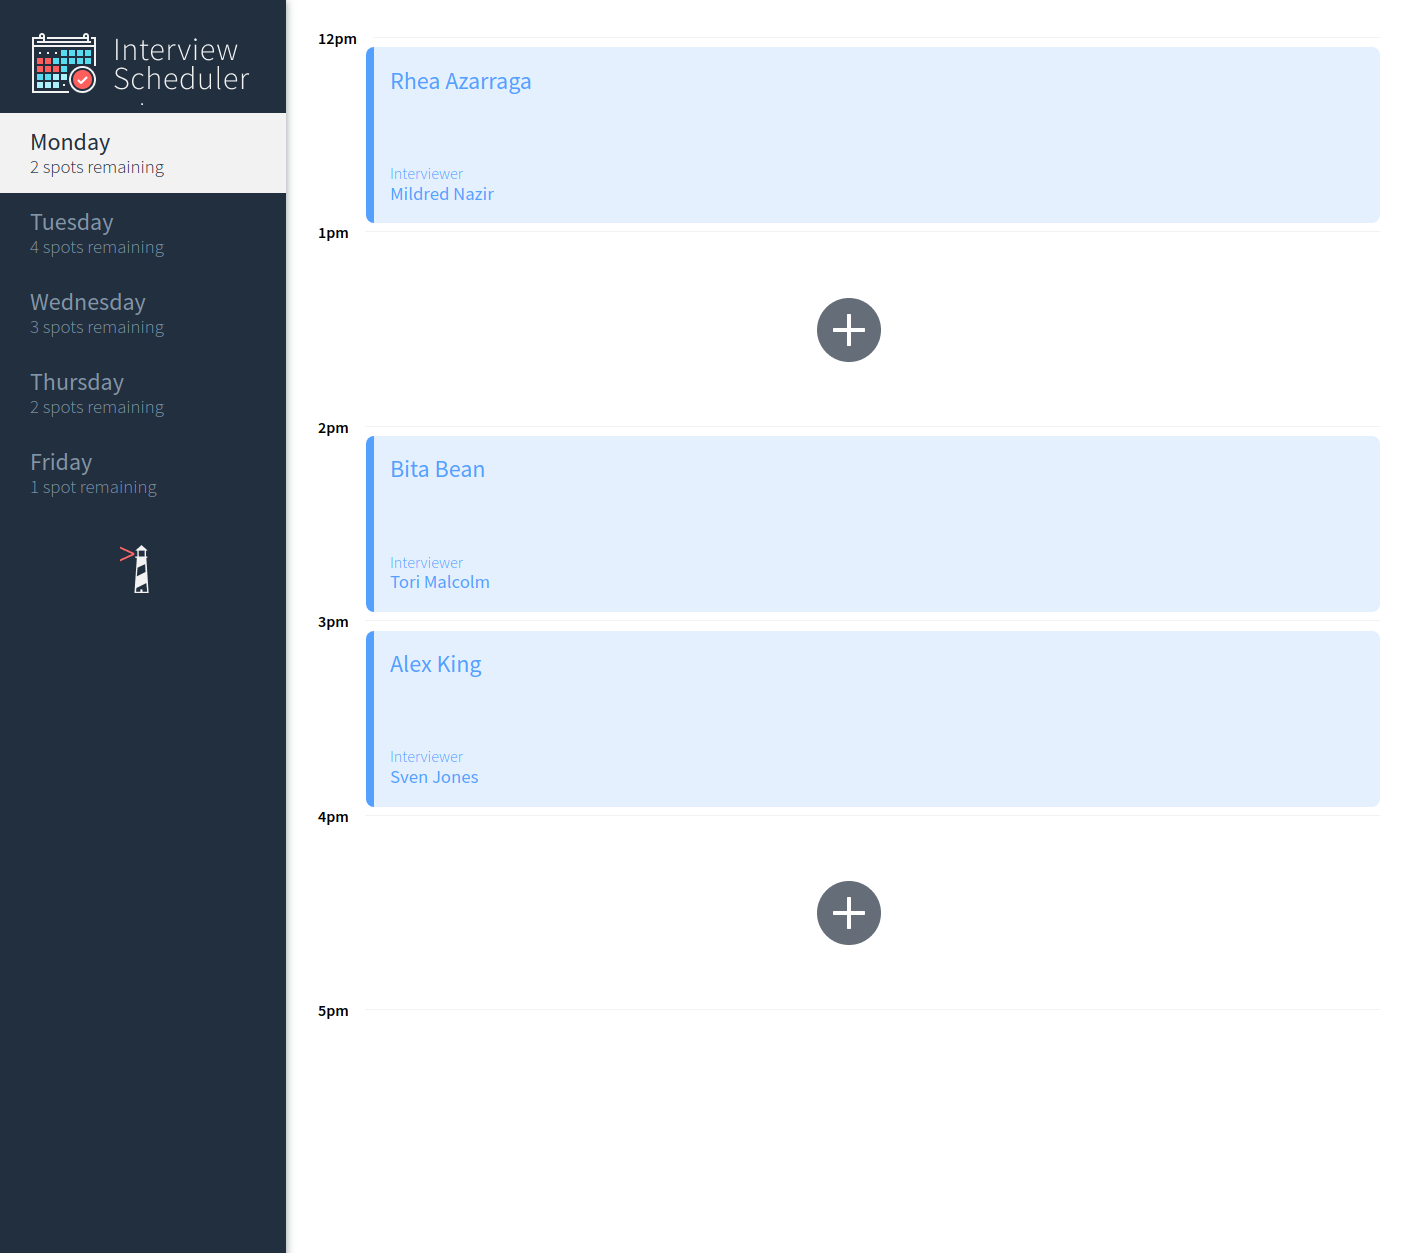 Interview
Scheduler
Monday
2 spots remaining
Tuesday
4 spots remaining
Wednesday
3 spots remaining
Thursday
2 spots remaining
Friday
1 spot remaining
12pm
Rhea Azarraga
Interviewer
Mildred Nazir
1pm
2pm
Bita Bean
Interviewer
Tori Malcolm
3pm
Alex King
Interviewer
Sven Jones
4pm
5pm